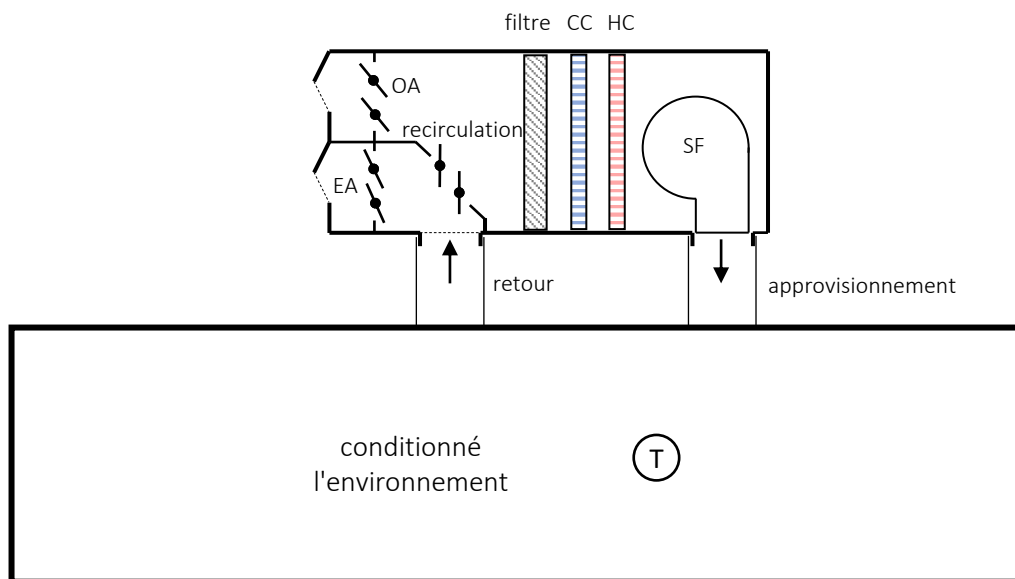 filtre CC HC
OA
recirculation
SF
EA
retour
approvisionnement
conditionné
l'environnement
T